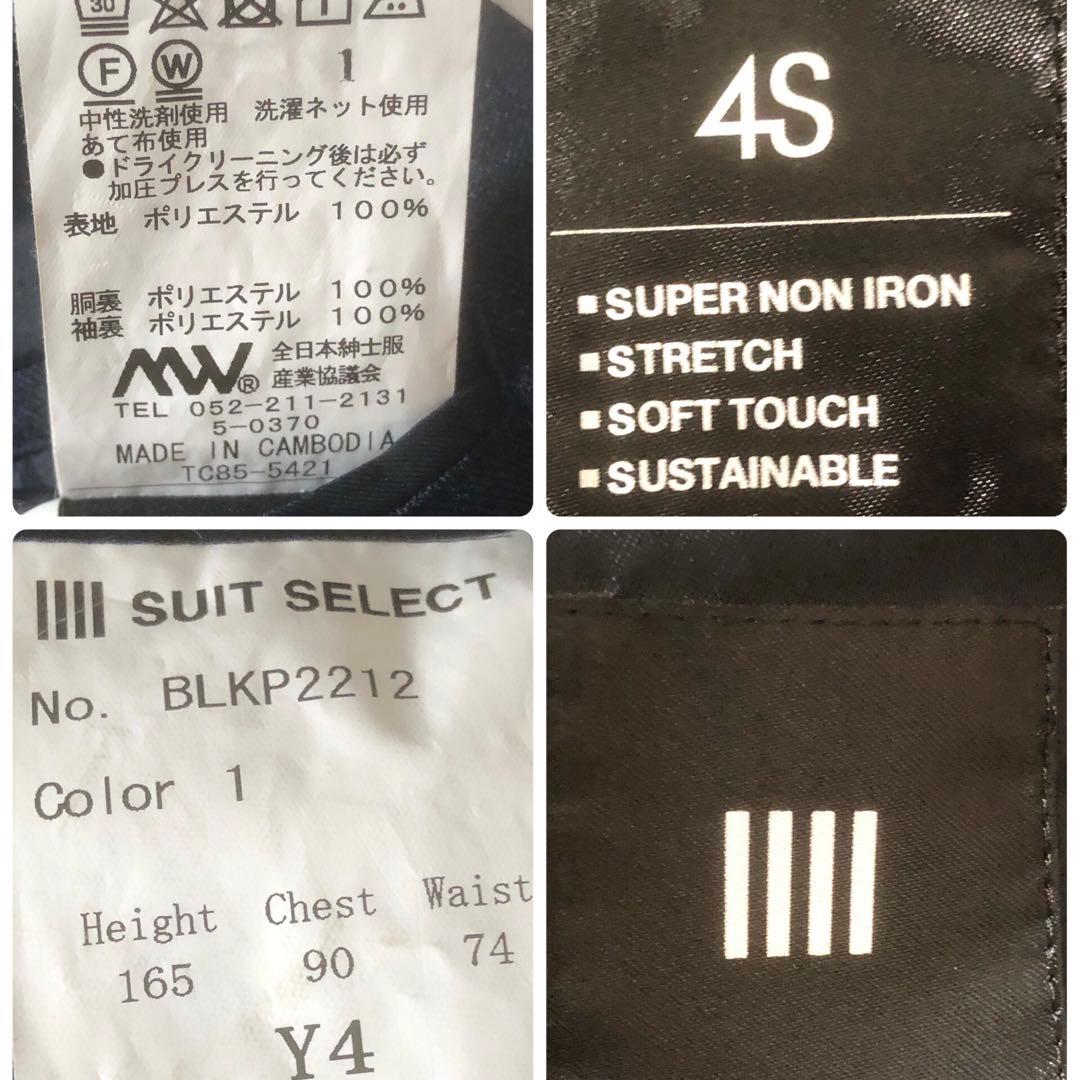 30
F W 1
中性洗剤使用 洗濯ネット使用
あて布使用
●ドライクリーニング後は必ず
加圧プレスを行ってください。
表地 ポリエステル 100%
胴裏 ポリエステル 100%
袖裏 ポリエステル 100%
MW® 全日本紳士服
産業協議会
TEL 052-211-2131
5-0370
MADE IN CAMBODIA
TC85-5421
4S
▪SUPER NON IRON
▪STRETCH
▪SOFT TOUCH
▪SUSTAINABLE
SUIT SELECT
No. BLKP2212
Color 1
Height Chest Waist
165 90 74
Y4